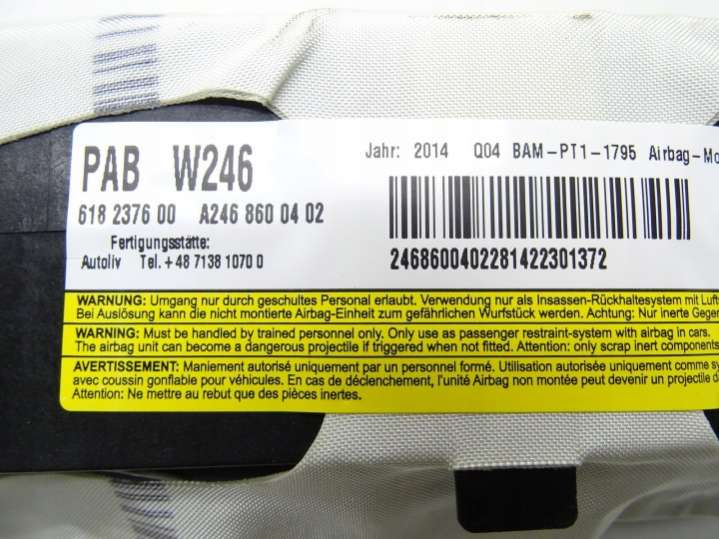 PAB W246
618 2376 00 A246 860 04 02
Fertigungsstätte:
Autoliv Tel. +48 7138 1070 0
Jahr: 2014 Q04 BAM-PT1-1795 Airbag-Mo
2468600402281422301372
WARNUNG: Umgang nur durch geschultes Personal erlaubt. Verwendung nur als Insassen-Rückhaltesystem mit Luft
Bei Auslösung kann die nicht montierte Airbag-Einheit zum gefährlichen Wurfstück werden. Achtung: Nur inerte Gegen
WARNING: Must be handled by trained personnel only. Only use as passenger restraint-system with airbag in cars.
The airbag unit can become a dangerous projectile if triggered when not fitted. Attention: only scrap inert components
AVERTISSEMENT: Maniement autorisé uniquement par un personnel formé. Utilisation autorisée uniquement comme sy
avec coussin gonflable pour véhicules. En cas de déclenchement, l'unité Airbag non montée peut devenir un projectile d
Attention: Ne mettre au rebut que des pièces inertes.